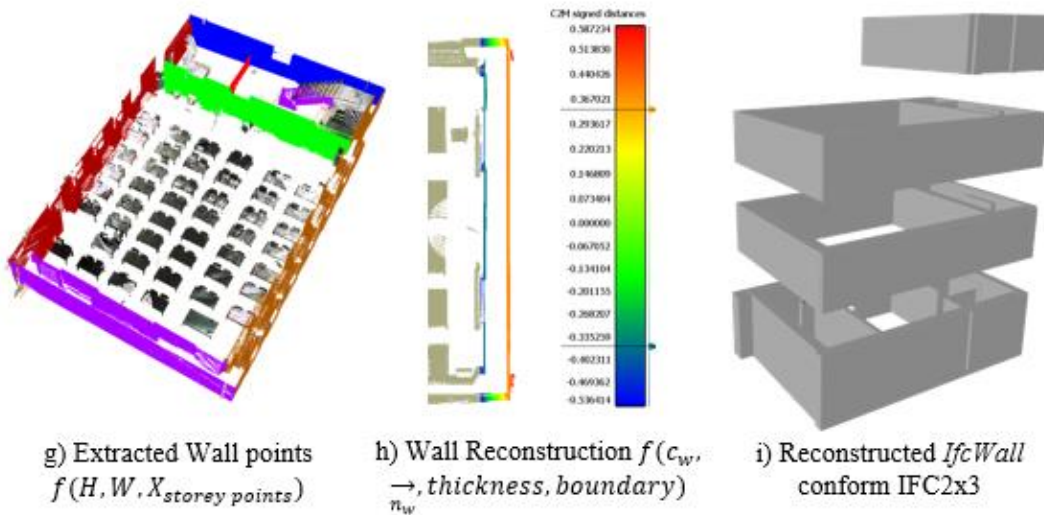 C2M signed distances
0.587234
0.513830
0.440426
0.367021
0.293617
0.220213
0.146809
0.073404
0.000000
-0.067052
-0.134104
-0.201155
-0.268207
-0.335259
-0.402311
-0.469362
-0.536414
g) Extracted Wall points
f(H, W, X_storey points)
h) Wall Reconstruction f(c_w,
→n_w, thickness, boundary)
i) Reconstructed IfcWall
conform IFC2x3